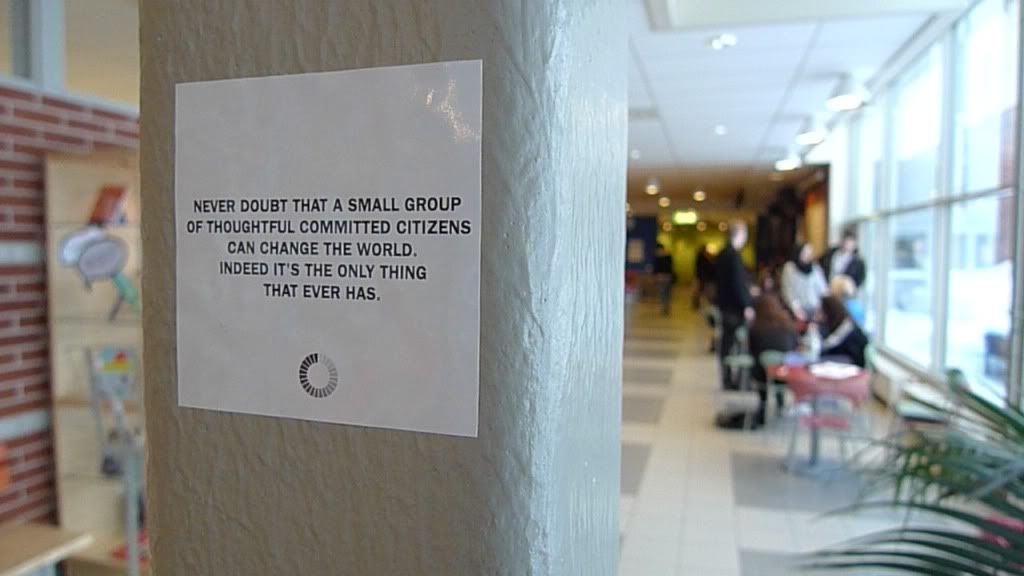 NEVER DOUBT THAT A SMALL GROUP
OF THOUGHTFUL COMMITTED CITIZENS
CAN CHANGE THE WORLD.
INDEED IT'S THE ONLY THING
THAT EVER HAS.